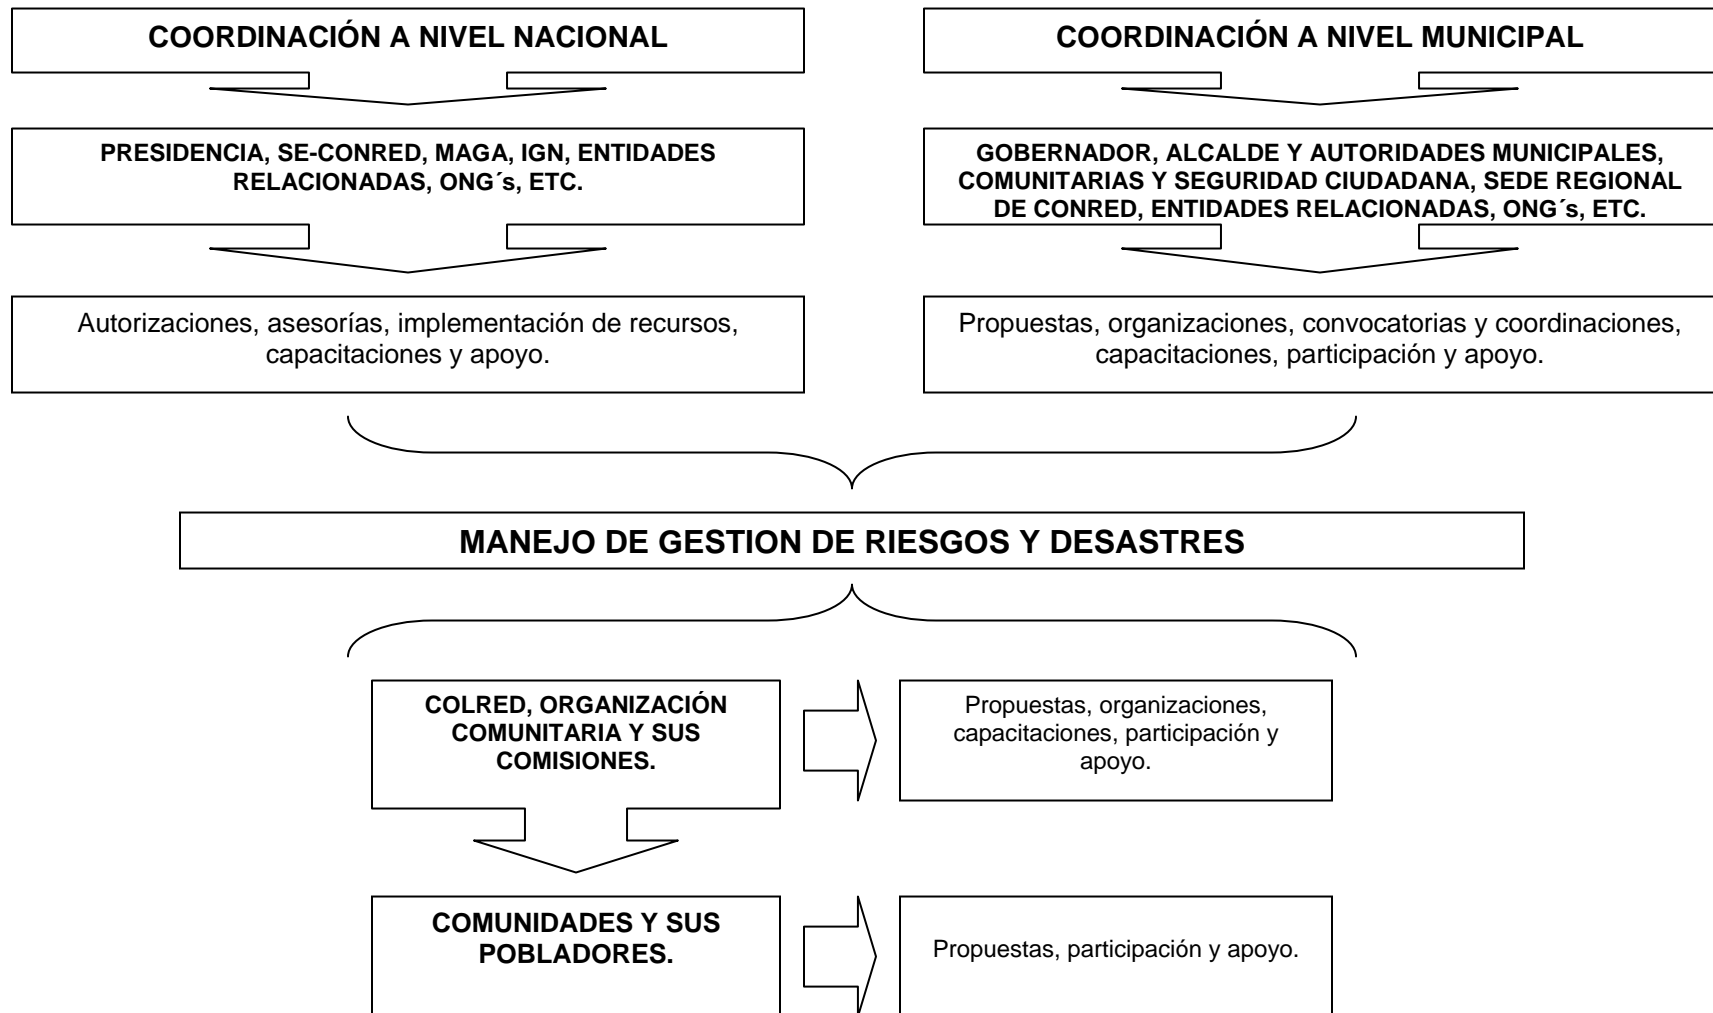 COORDINACIÓN A NIVEL NACIONAL
COORDINACIÓN A NIVEL MUNICIPAL
PRESIDENCIA, SE-CONRED, MAGA, IGN, ENTIDADES
RELACIONADAS, ONG´s, ETC.
GOBERNADOR, ALCALDE Y AUTORIDADES MUNICIPALES,
COMUNITARIAS Y SEGURIDAD CIUDADANA, SEDE REGIONAL
DE CONRED, ENTIDADES RELACIONADAS, ONG´s, ETC.
Autorizaciones, asesorías, implementación de recursos,
capacitaciones y apoyo.
Propuestas, organizaciones, convocatorias y coordinaciones,
capacitaciones, participación y apoyo.
MANEJO DE GESTION DE RIESGOS Y DESASTRES
COLRED, ORGANIZACIÓN
COMUNITARIA Y SUS
COMISIONES.
Propuestas, organizaciones,
capacitaciones, participación y
apoyo.
COMUNIDADES Y SUS
POBLADORES.
Propuestas, participación y apoyo.